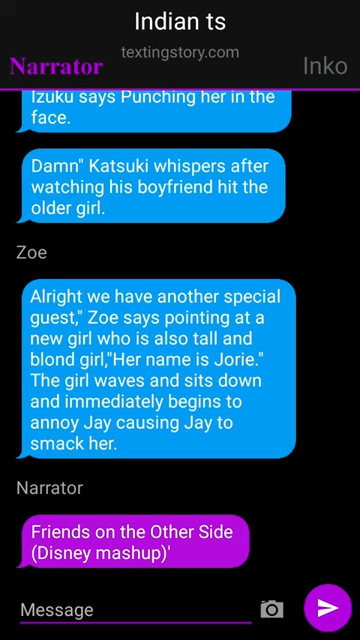 Indian ts
textingstory.com
Narrator
Inko
Izuku says Punching her in the
face.
Damn" Katsuki whispers after
watching his boyfriend hit the
older girl.
Zoe
Alright we have another special
guest," Zoe says pointing at a
new girl who is also tall and
blond girl,"Her name is Jorie."
The girl waves and sits down
and immediately begins to
annoy Jay causing Jay to
smack her.
Narrator
Friends on the Other Side
(Disney mashup)'
Message